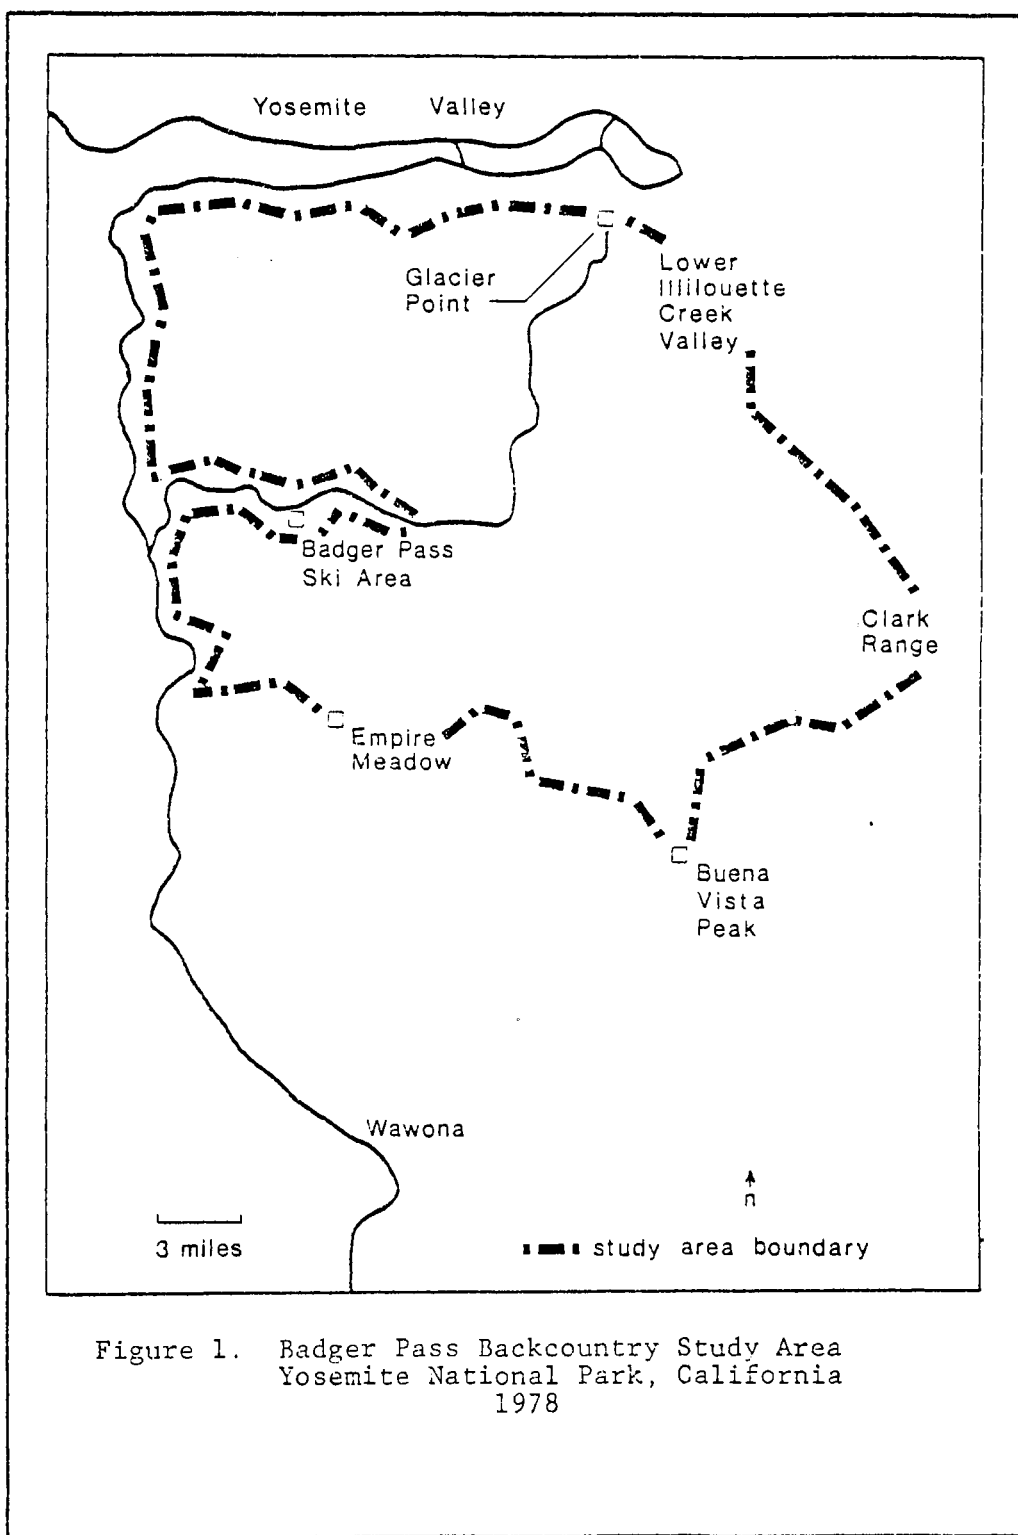 Yosemite Valley
Glacier
Point
Lower
Illilouette
Creek
Valley
Badger Pass
Ski Area
Clark
Range
Empire
Meadow
Buena
Vista
Peak
Wawona
n
3 miles
study area boundary
Figure 1. Badger Pass Backcountry Study Area
Yosemite National Park, California
1978